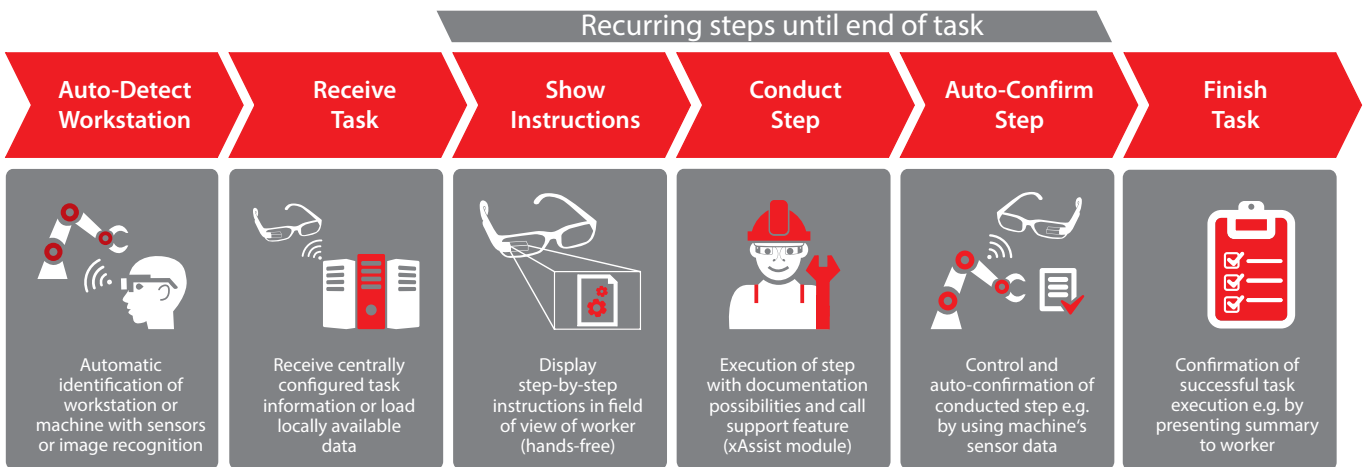 Recurring steps until end of task
Auto-Detect
Workstation
Receive
Task
Show
Instructions
Conduct
Step
Auto-Confirm
Step
Finish
Task
Automatic
identification of
workstation or
machine with sensors
or image recognition
Receive centrally
configured task
information or load
locally available
data
Display
step-by-step
instructions in field
of view of worker
(hands-free)
Execution of step
with documentation
possibilities and call
support feature
(xAssist module)
Control and
auto-confirmation of
conducted step e.g.
by using machine's
sensor data
Confirmation of
successful task
execution e.g. by
presenting summary
to worker